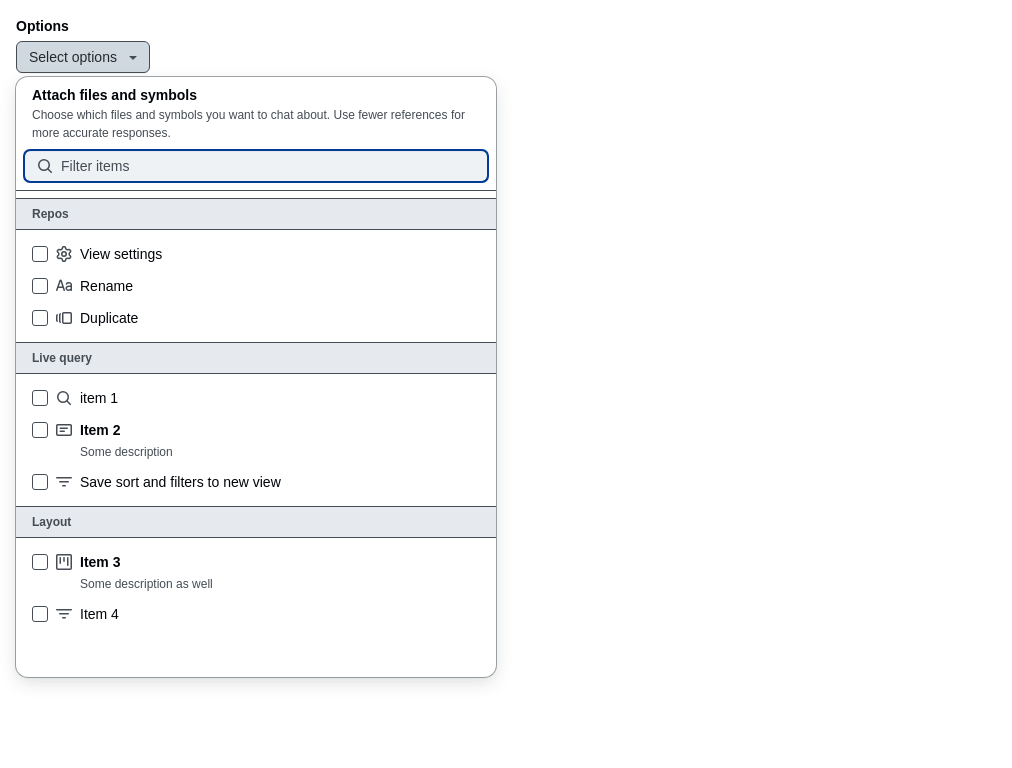 Options
Select options
Attach files and symbols
Choose which files and symbols you want to chat about. Use fewer references for
more accurate responses.
Filter items
Repos
View settings
Rename
Duplicate
Live query
item 1
Item 2
Some description
Save sort and filters to new view
Layout
Item 3
Some description as well
Item 4